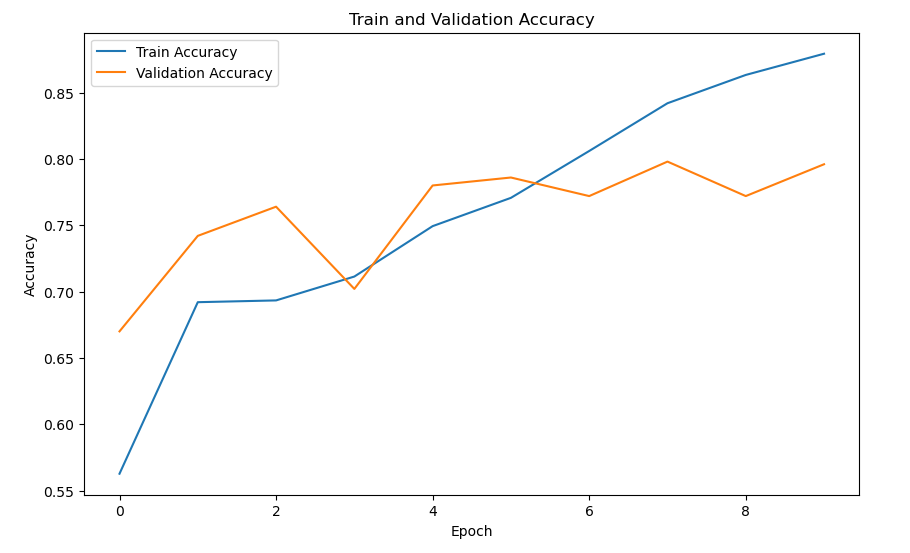 Train and Validation Accuracy
Train Accuracy
Validation Accuracy
0.85
0.80
0.75
0.70
0.65
0.60
0.55
Accuracy
0 2 4 6 8
Epoch